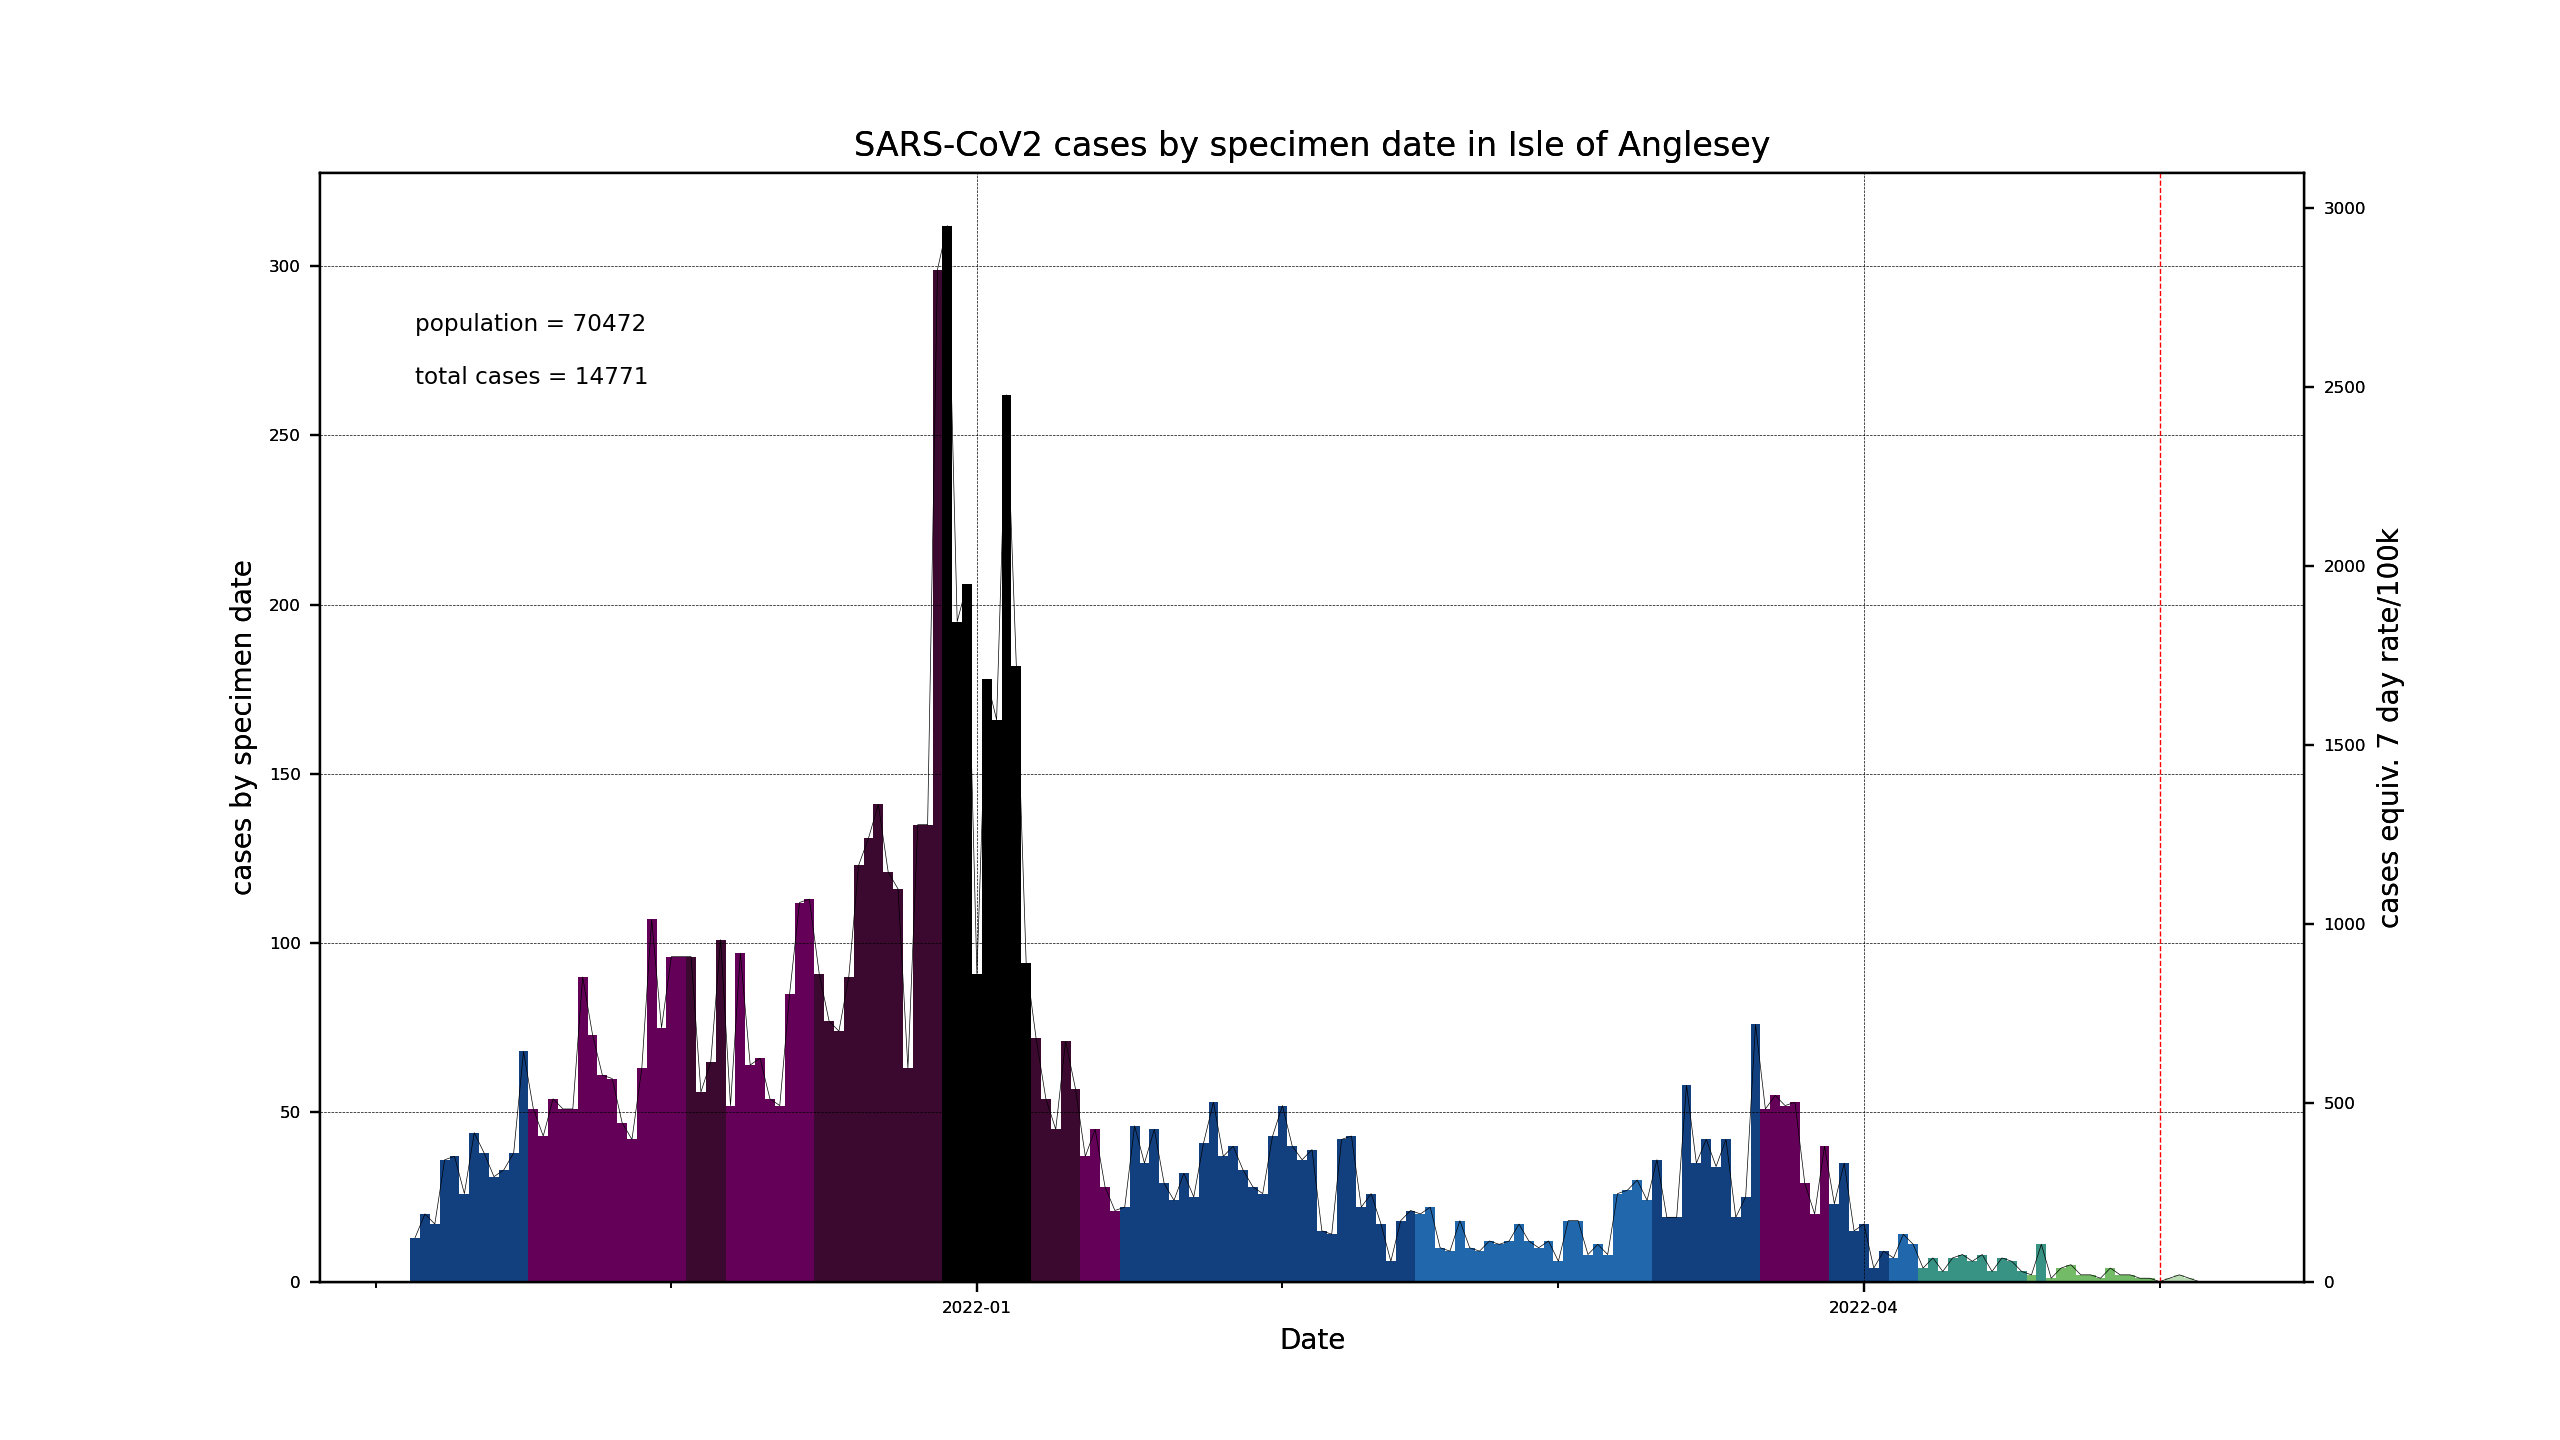 SARS-CoV2 cases by specimen date in Isle of Anglesey
population = 70472
total cases = 14771
cases by specimen date
300
250
200
150
100
50
0
3000
2500
2000
1500
1000
500
0
cases equiv. 7 day rate/100k
2022-01
2022-04
Date